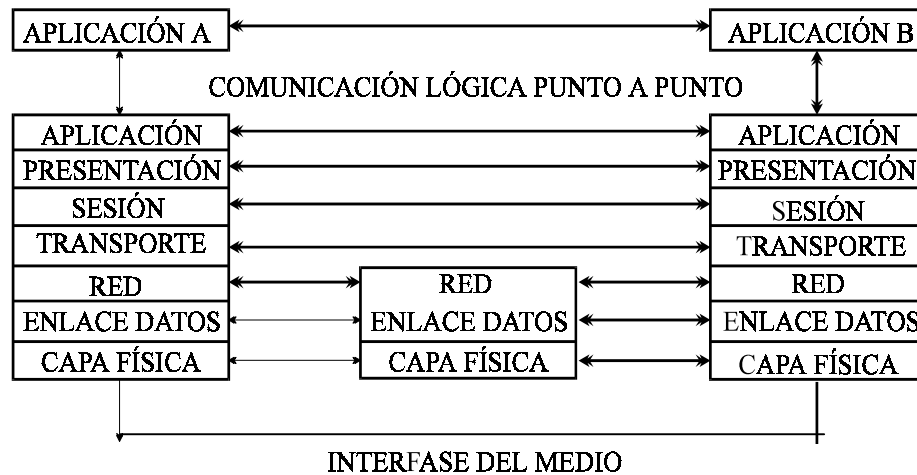 APLICACIÓN A
APLICACIÓN B
COMUNICACIÓN LÓGICA PUNTO A PUNTO
APLICACIÓN
APLICACIÓN
PRESENTACIÓN
PRESENTACIÓN
SESIÓN
SESIÓN
TRANSPORTE
TRANSPORTE
RED
RED
RED
ENLACE DATOS
ENLACE DATOS
ENLACE DATOS
CAPA FÍSICA
CAPA FÍSICA
CAPA FÍSICA
INTERFASE DEL MEDIO